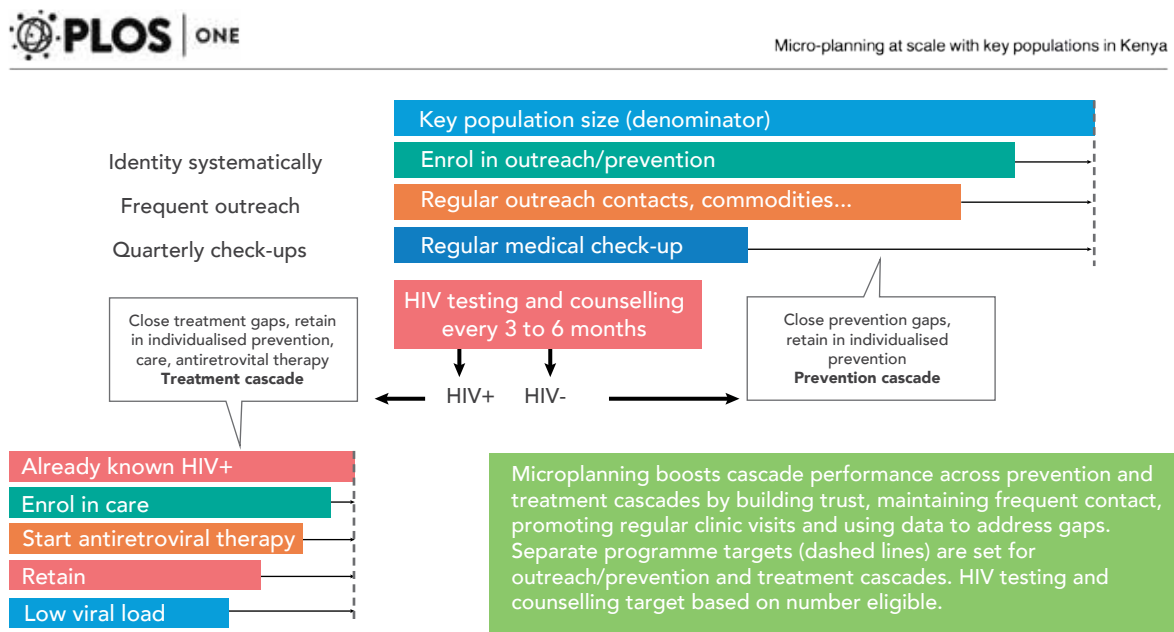 PLOS ONE
Micro-planning at scale with key populations in Kenya
Key population size (denominator)
Identity systematically
Enrol in outreach/prevention
Frequent outreach
Regular outreach contacts, commodities...
Quarterly check-ups
Regular medical check-up
HIV testing and counselling
every 3 to 6 months
Close treatment gaps, retain
in individualised prevention,
care, antiretrovital therapy
Treatment cascade
Close prevention gaps,
retain in individualised
prevention
Prevention cascade
HIV+
HIV-
Already known HIV+
Enrol in care
Start antiretroviral therapy
Retain
Low viral load
Microplanning boosts cascade performance across prevention and
treatment cascades by building trust, maintaining frequent contact,
promoting regular clinic visits and using data to address gaps.
Separate programme targets (dashed lines) are set for
outreach/prevention and treatment cascades. HIV testing and
counselling target based on number eligible.